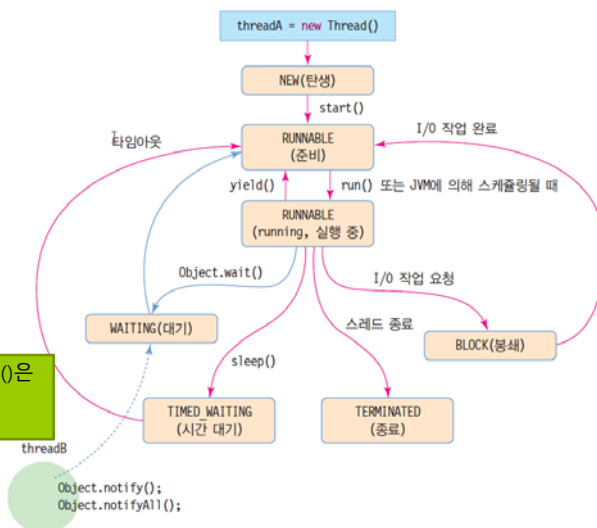 threadA = new Thread()
NEW(탄생)
start()
타임아웃
RUNNABLE
(준비)
I/O 작업 완료
yield()
run() 또는 JVM에 의해 스케쥴링될 때
RUNNABLE
(running, 실행 중)
Object.wait()
I/O 작업 요청
WAITING(대기)
스레드 종료
BLOCK(봉쇄)
()은
sleep()
TIMED_WAITING
(시간 대기)
TERMINATED
(종료)
threadB
Object.notify();
Object.notifyAll();